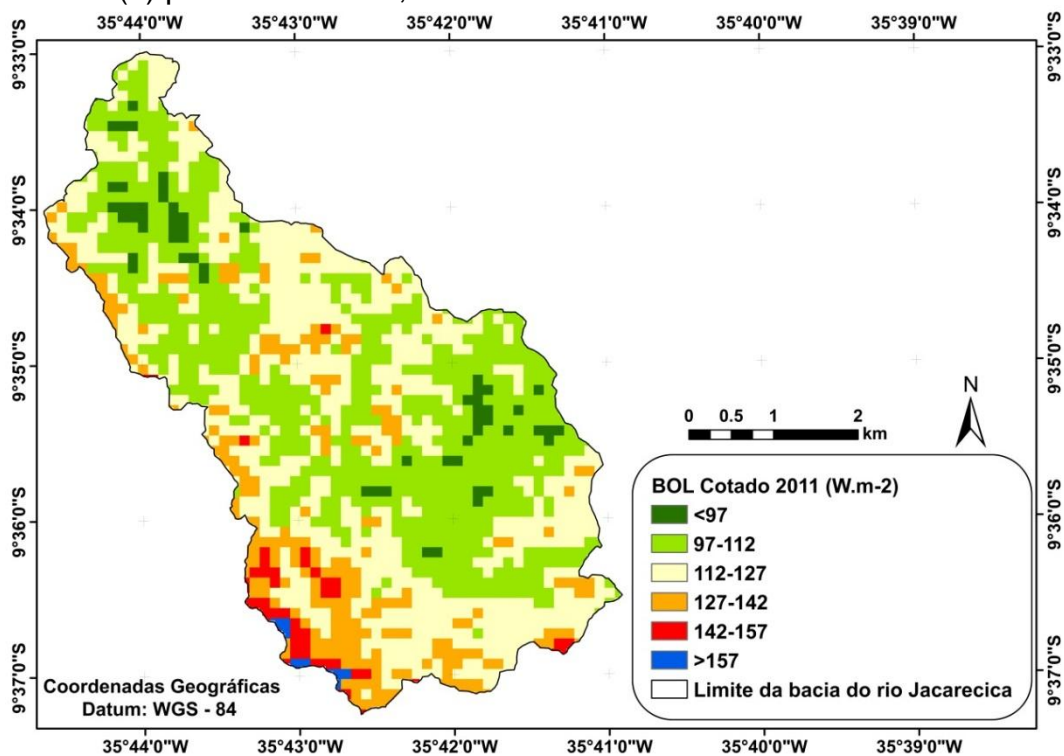 35°44'0"W 35°43'0"W 35°42'0"W 35°41'0"W 35°40'0"W 35°39'0"W
9°33'0"S 9°33'0"S
9°34'0"S 9°34'0"S
9°35'0"S 9°35'0"S
N
0 0.5 1 2
km
BOL Cotado 2011 (W.m-2)
<97
9°36'0"S 97-112 9°36'0"S
112-127
127-142
142-157
>157
9°37'0"S 9°37'0"S
Coordenadas Geográficas Limite da bacia do rio Jacarecica
Datum: WGS - 84
35°44'0"W 35°43'0"W 35°42'0"W 35°41'0"W 35°40'0"W 35°39'0"W